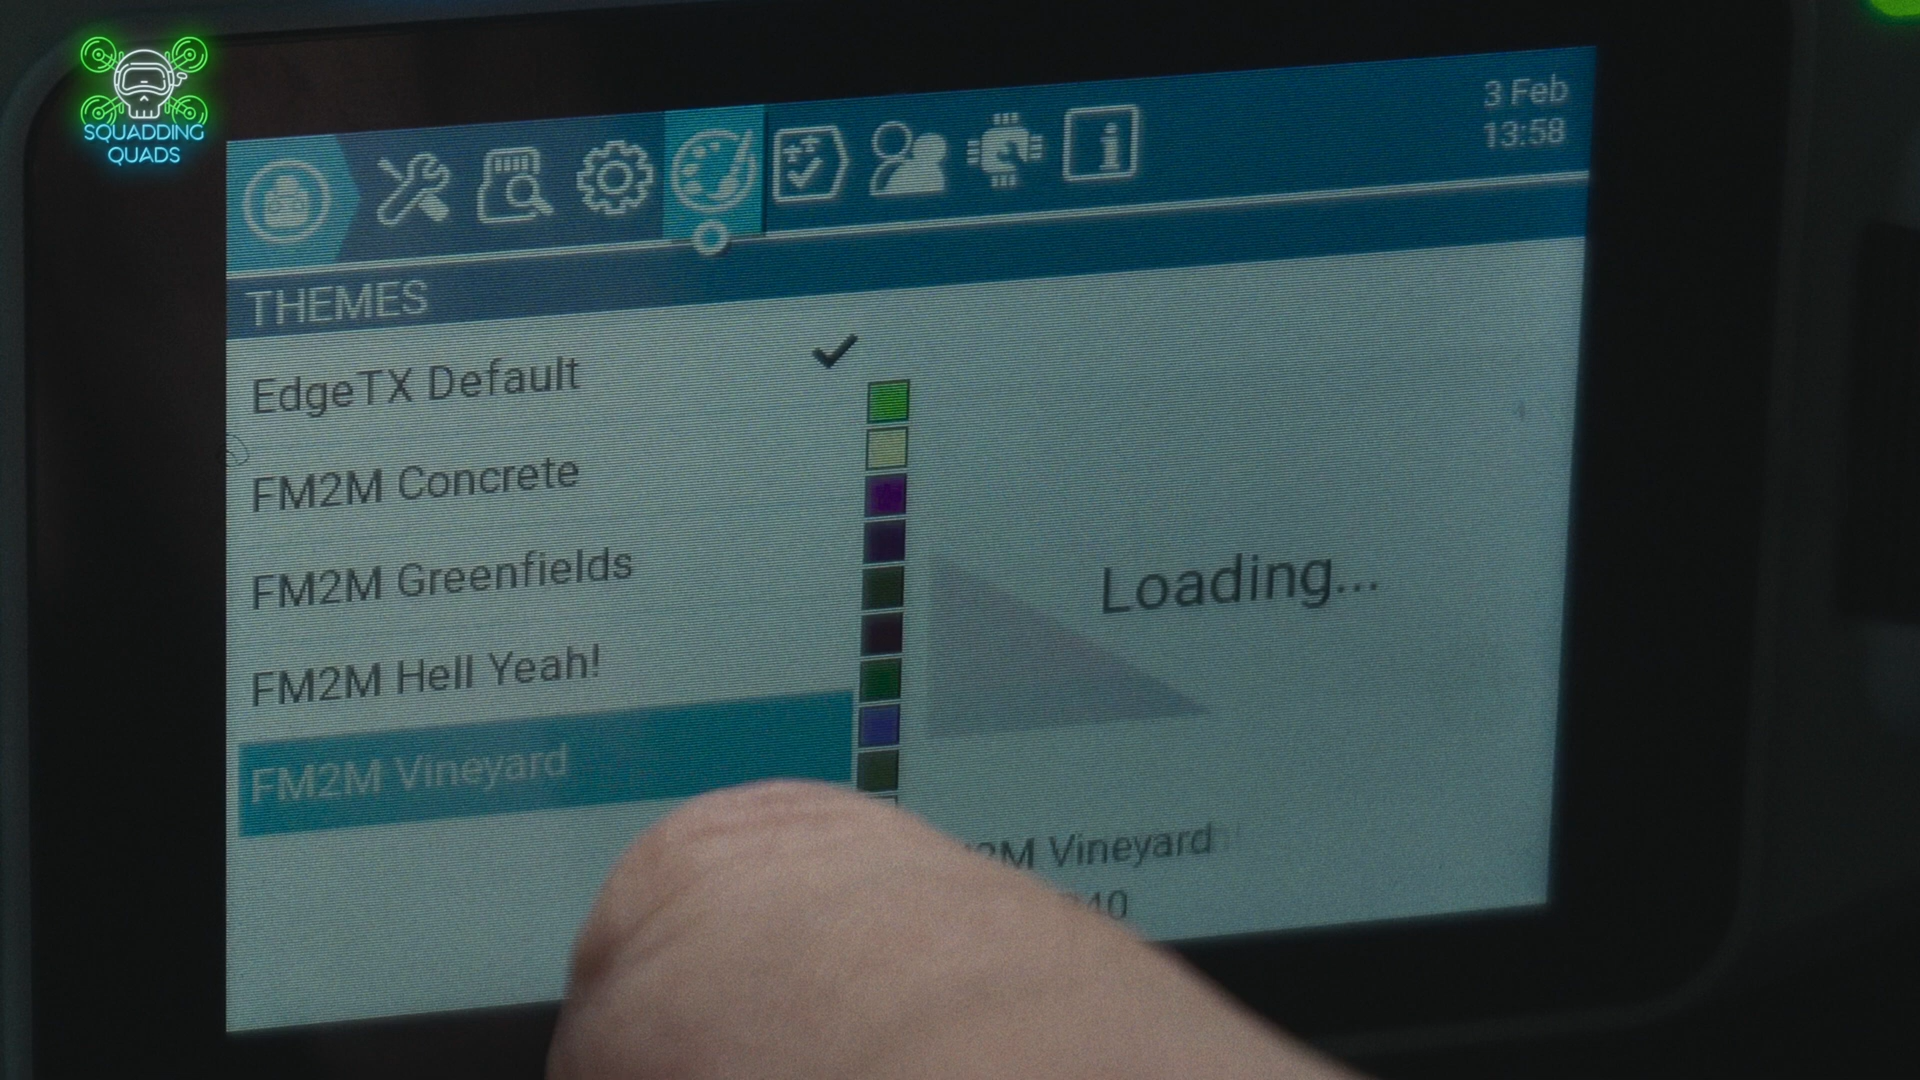 SQUADDING
QUADS
3 Feb
13:58
THEMES
EdgeTX Default
FM2M Concrete
FM2M Greenfields
FM2M Hell Yeah!
FM2M Vineyard
Loading...
Vineyard